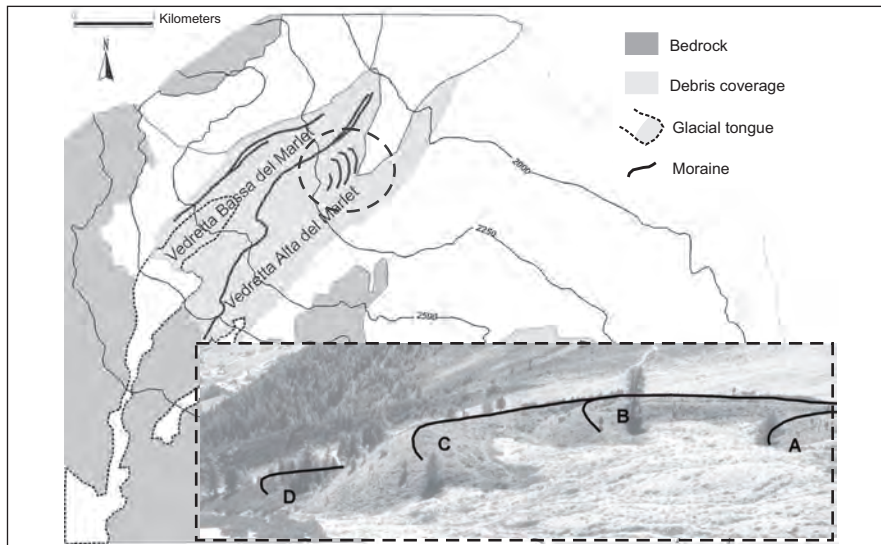 Kilometers
N
Bedrock
Debris coverage
Glacial tongue
Moraine
Vedretta Bassa del Marlet
Vedretta Alta del Marlet
2000
2250
2500
A
B
C
D